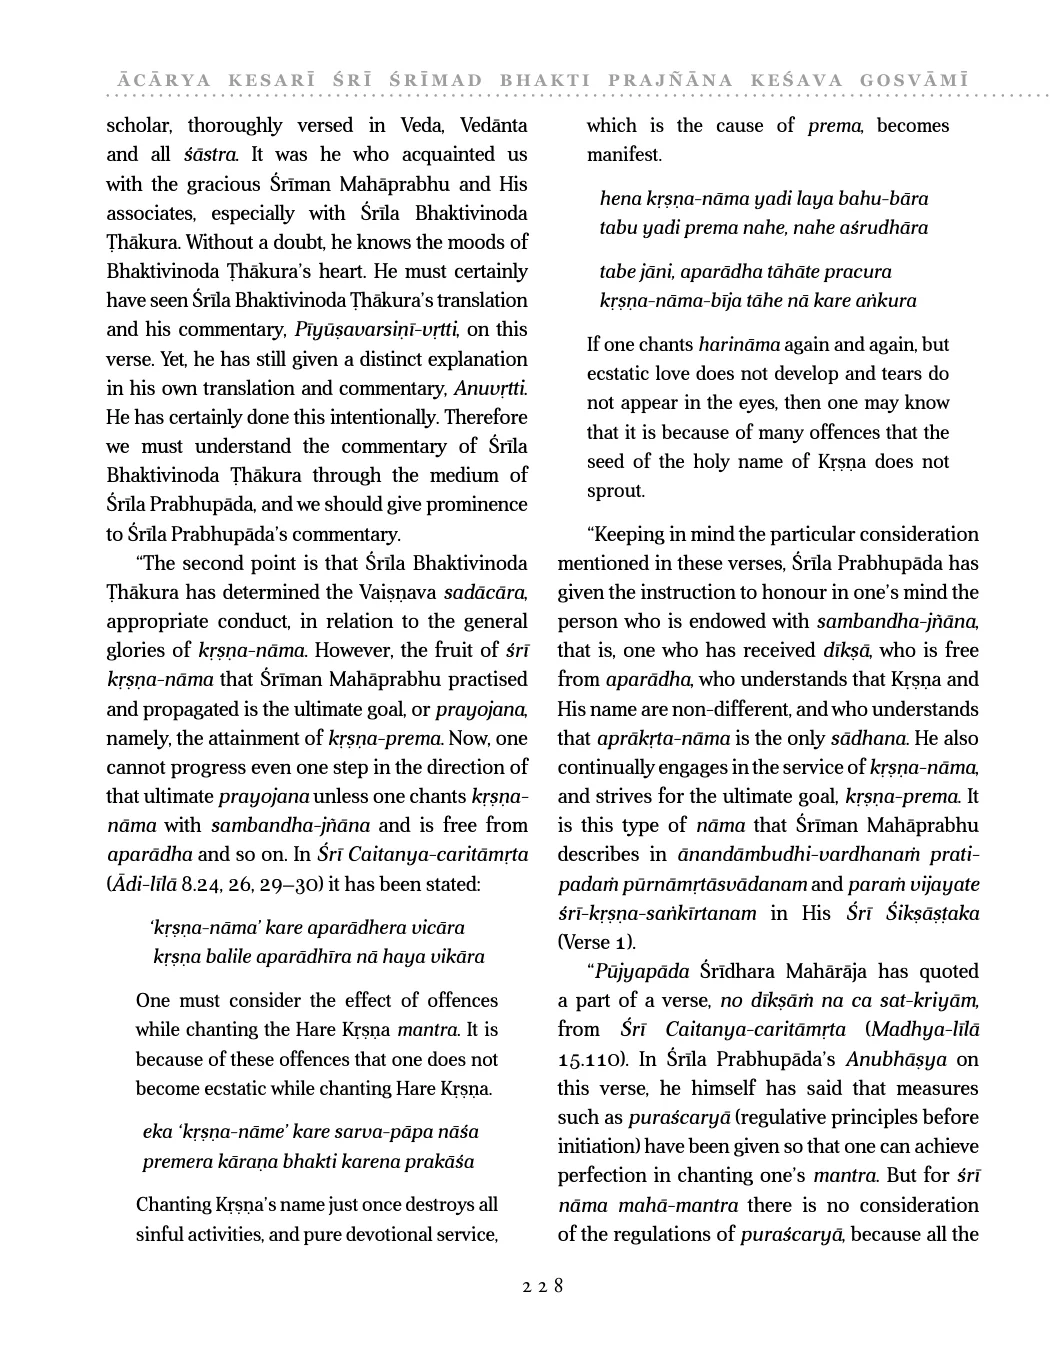 ĀCĀRYA KESARĪ ŚRĪ ŚRĪMAD BHAKTI PRAJÑĀNA KEŚAVA GOSVĀMĪ
scholar, thoroughly versed in Veda, Vedānta
and all śāstra. It was he who acquainted us
with the gracious Śrīman Mahāprabhu and His
associates, especially with Śrīla Bhaktivinoda
Ṭhākura. Without a doubt, he knows the moods of
Bhaktivinoda Ṭhākura’s heart. He must certainly
have seen Śrīla Bhaktivinoda Ṭhākura’s translation
and his commentary, Pīyūṣavarsiṇī-vṛtti, on this
verse. Yet, he has still given a distinct explanation
in his own translation and commentary, Anuvṛtti.
He has certainly done this intentionally. Therefore
we must understand the commentary of Śrīla
Bhaktivinoda Ṭhākura through the medium of
Śrīla Prabhupāda, and we should give prominence
to Śrīla Prabhupāda’s commentary.
“The second point is that Śrīla Bhaktivinoda
Ṭhākura has determined the Vaiṣṇava sadācāra,
appropriate conduct, in relation to the general
glories of kṛṣṇa-nāma. However, the fruit of śrī
kṛṣṇa-nāma that Śrīman Mahāprabhu practised
and propagated is the ultimate goal, or prayojana,
namely, the attainment of kṛṣṇa-prema. Now, one
cannot progress even one step in the direction of
that ultimate prayojana unless one chants kṛṣṇa-
nāma with sambandha-jñāna and is free from
aparādha and so on. In Śrī Caitanya-caritāmṛta
(Ādi-līlā 8.24, 26, 29–30) it has been stated:
‘kṛṣṇa-nāma’ kare aparādhera vicāra
kṛṣṇa balile aparādhīra nā haya vikāra
One must consider the effect of offences
while chanting the Hare Kṛṣṇa mantra. It is
because of these offences that one does not
become ecstatic while chanting Hare Kṛṣṇa.
eka ‘kṛṣṇa-nāme’ kare sarva-pāpa nāśa
premera kāraṇa bhakti karena prakāśa
Chanting Kṛṣṇa’s name just once destroys all
sinful activities, and pure devotional service,
which is the cause of prema, becomes
manifest.
hena kṛṣṇa-nāma yadi laya bahu-bāra
tabu yadi prema nahe, nahe aśrudhāra
tabe jāni, aparādha tāhāte pracura
kṛṣṇa-nāma-bīja tāhe nā kare aṅkura
If one chants harināma again and again, but
ecstatic love does not develop and tears do
not appear in the eyes, then one may know
that it is because of many offences that the
seed of the holy name of Kṛṣṇa does not
sprout.
“Keeping in mind the particular consideration
mentioned in these verses, Śrīla Prabhupāda has
given the instruction to honour in one’s mind the
person who is endowed with sambandha-jñāna,
that is, one who has received dīkṣā, who is free
from aparādha, who understands that Kṛṣṇa and
His name are non-different, and who understands
that aprākṛta-nāma is the only sādhana. He also
continually engages in the service of kṛṣṇa-nāma,
and strives for the ultimate goal, kṛṣṇa-prema. It
is this type of nāma that Śrīman Mahāprabhu
describes in ānandāmbudhi-vardhanaṁ prati-
padaṁ pūrnāmṛtāsvādanam and paraṁ vijayate
śrī-kṛṣṇa-saṅkīrtanam in His Śrī Śikṣāṣṭaka
(Verse 1).
“Pūjyapāda Śrīdhara Mahārāja has quoted
a part of a verse, no dīkṣāṁ na ca sat-kriyām,
from Śrī Caitanya-caritāmṛta (Madhya-līlā
15.110). In Śrīla Prabhupāda’s Anubhāṣya on
this verse, he himself has said that measures
such as puraścaryā (regulative principles before
initiation) have been given so that one can achieve
perfection in chanting one’s mantra. But for śrī
nāma mahā-mantra there is no consideration
of the regulations of puraścaryā, because all the
228